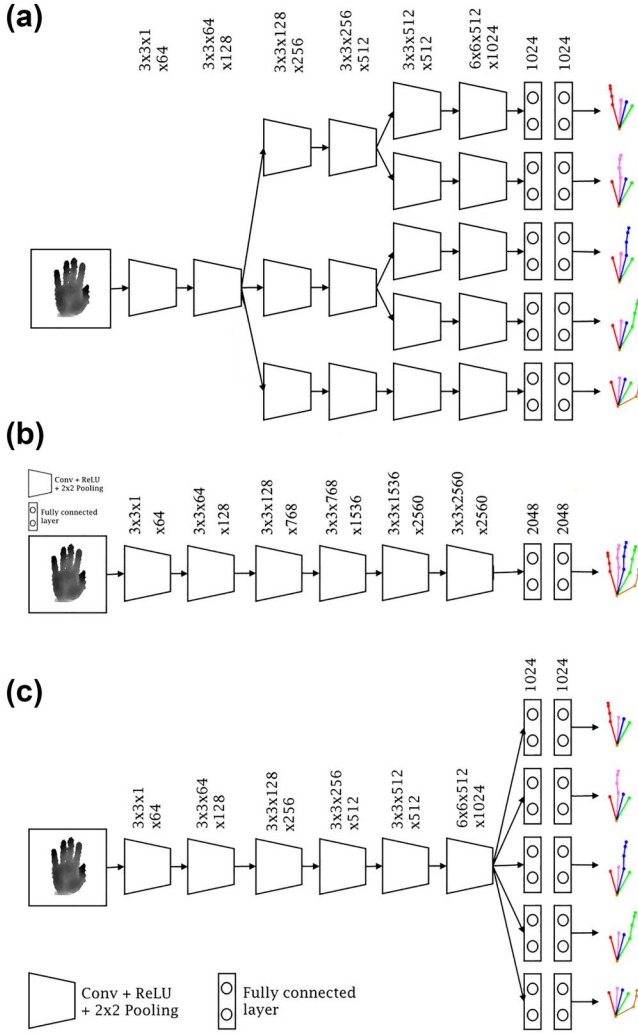 (a)
3x3x1
x64
3x3x64
x128
3x3x128
x256
3x3x256
x512
3x3x512
x512
6x6x512
x1024
1024
1024
(b)
Conv + ReLU
+ 2x2 Pooling
Fully connected
layer
3x3x1
x64
3x3x64
x128
3x3x128
x768
3x3x768
x1536
3x3x1536
x2560
3x3x2560
x2560
2048
2048
(c)
3x3x1
x64
3x3x64
x128
3x3x128
x256
3x3x256
x512
3x3x512
x512
6x6x512
x1024
1024
1024
Conv + ReLU
+ 2x2 Pooling
Fully connected
layer